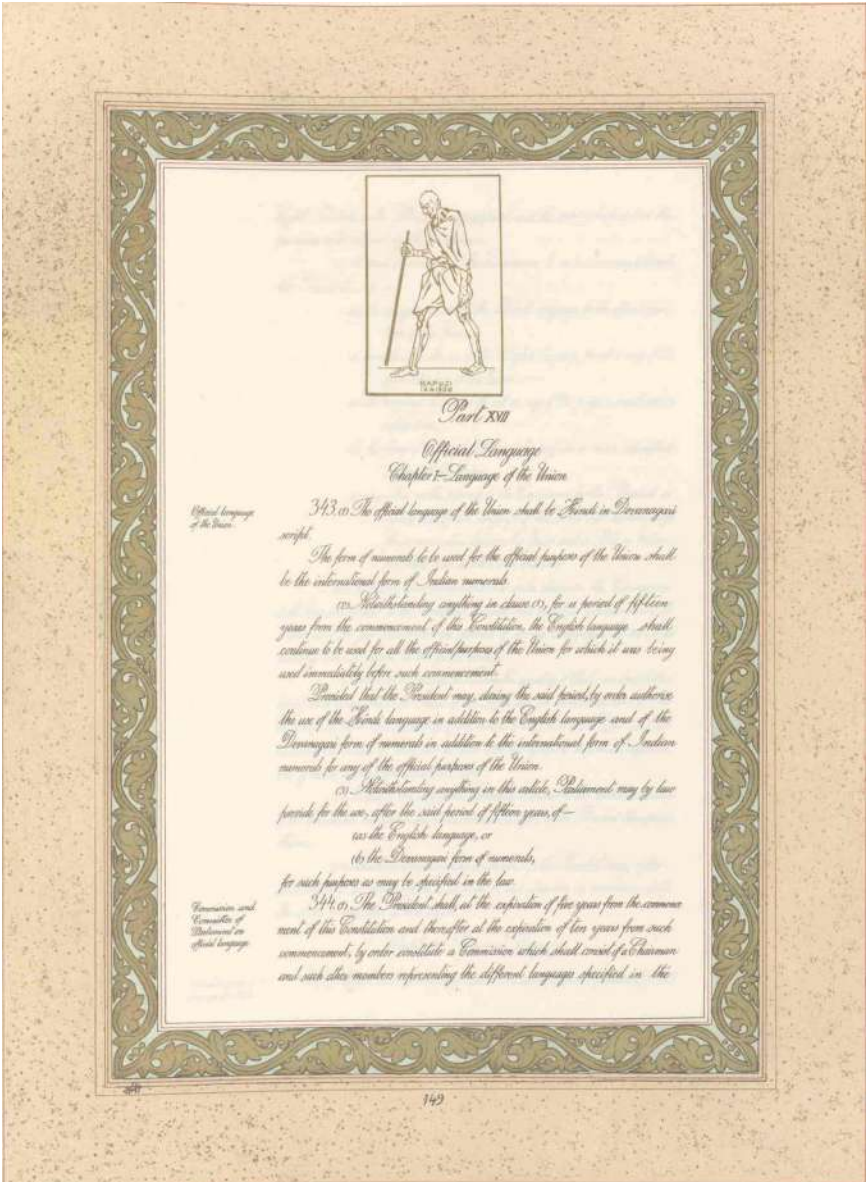 BAPUJI
12 4 1930
Part XVII
Official Language
Chapter I—Language of the Union
Official language
of the Union.
343.(1) The official language of the Union shall be Hindi in Devanagari
script.
The form of numerals to be used for the official purposes of the Union shall
be the international form of Indian numerals.
(2) Notwithstanding anything in clause (1), for a period of fifteen
years from the commencement of this Constitution, the English language shall
continue to be used for all the official purposes of the Union for which it was being
used immediately before such commencement:
Provided that the President may, during the said period, by order authorise
the use of the Hindi language in addition to the English language and of the
Devanagari form of numerals in addition to the international form of Indian
numerals for any of the official purposes of the Union.
(3) Notwithstanding anything in this article, Parliament may by law
provide for the use, after the said period of fifteen years, of—
(a) the English language, or
(b) the Devanagari form of numerals,
for such purposes as may be specified in the law.
Commission and
Committee of
Parliament on
official language.
344.(1) The President shall, at the expiration of five years from the commence
ment of this Constitution and thereafter at the expiration of ten years from such
commencement, by order constitute a Commission which shall consist of a Chairman
and such other members representing the different languages specified in the
149